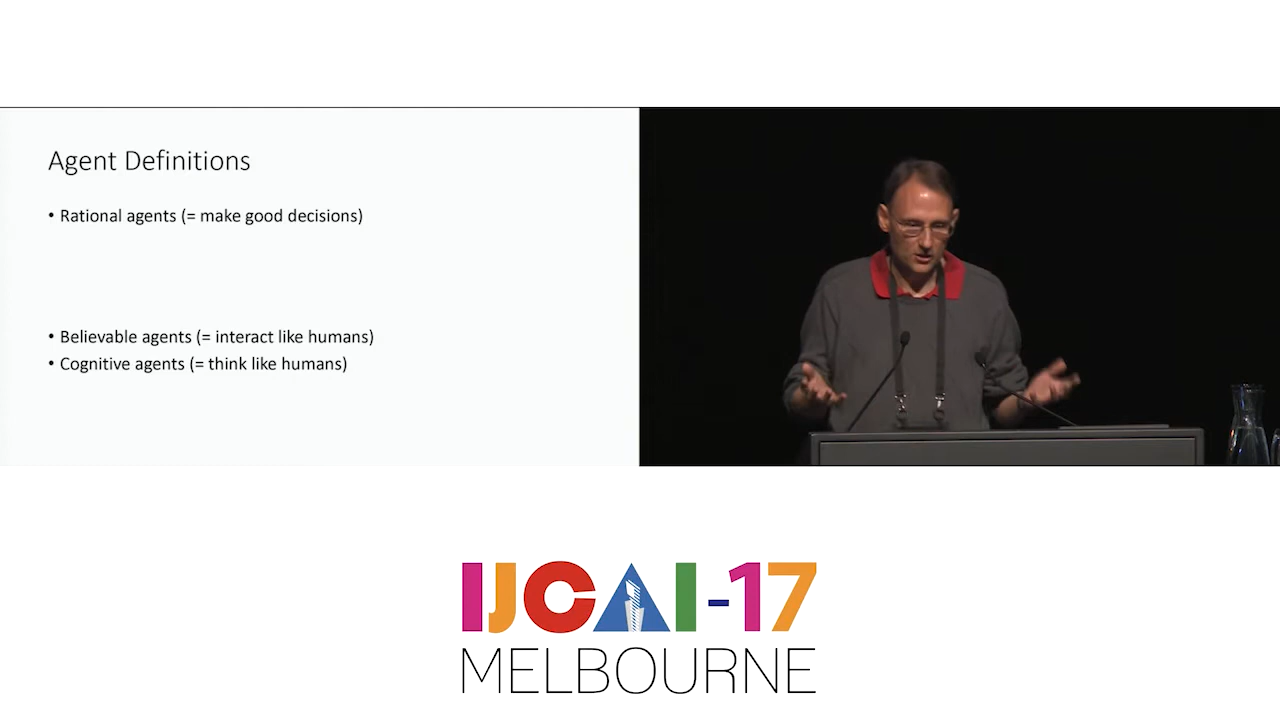 Agent Definitions
• Rational agents (= make good decisions)
• Believable agents (= interact like humans)
• Cognitive agents (= think like humans)
IJCAI-17
MELBOURNE